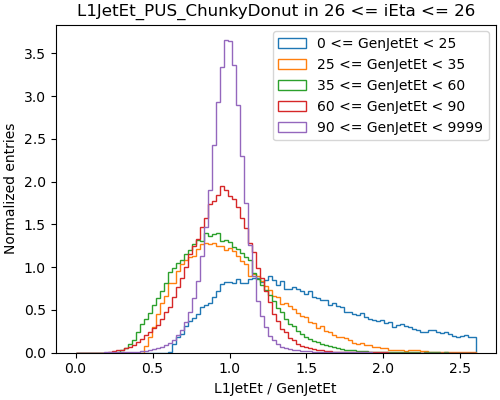 L1JetEt_PUS_ChunkyDonut in 26 <= iEta <= 26
0 <= GenJetEt < 25
25 <= GenJetEt < 35
35 <= GenJetEt < 60
60 <= GenJetEt < 90
90 <= GenJetEt < 9999
Normalized entries
3.5
3.0
2.5
2.0
1.5
1.0
0.5
0.0
0.0 0.5 1.0 1.5 2.0 2.5
L1JetEt / GenJetEt